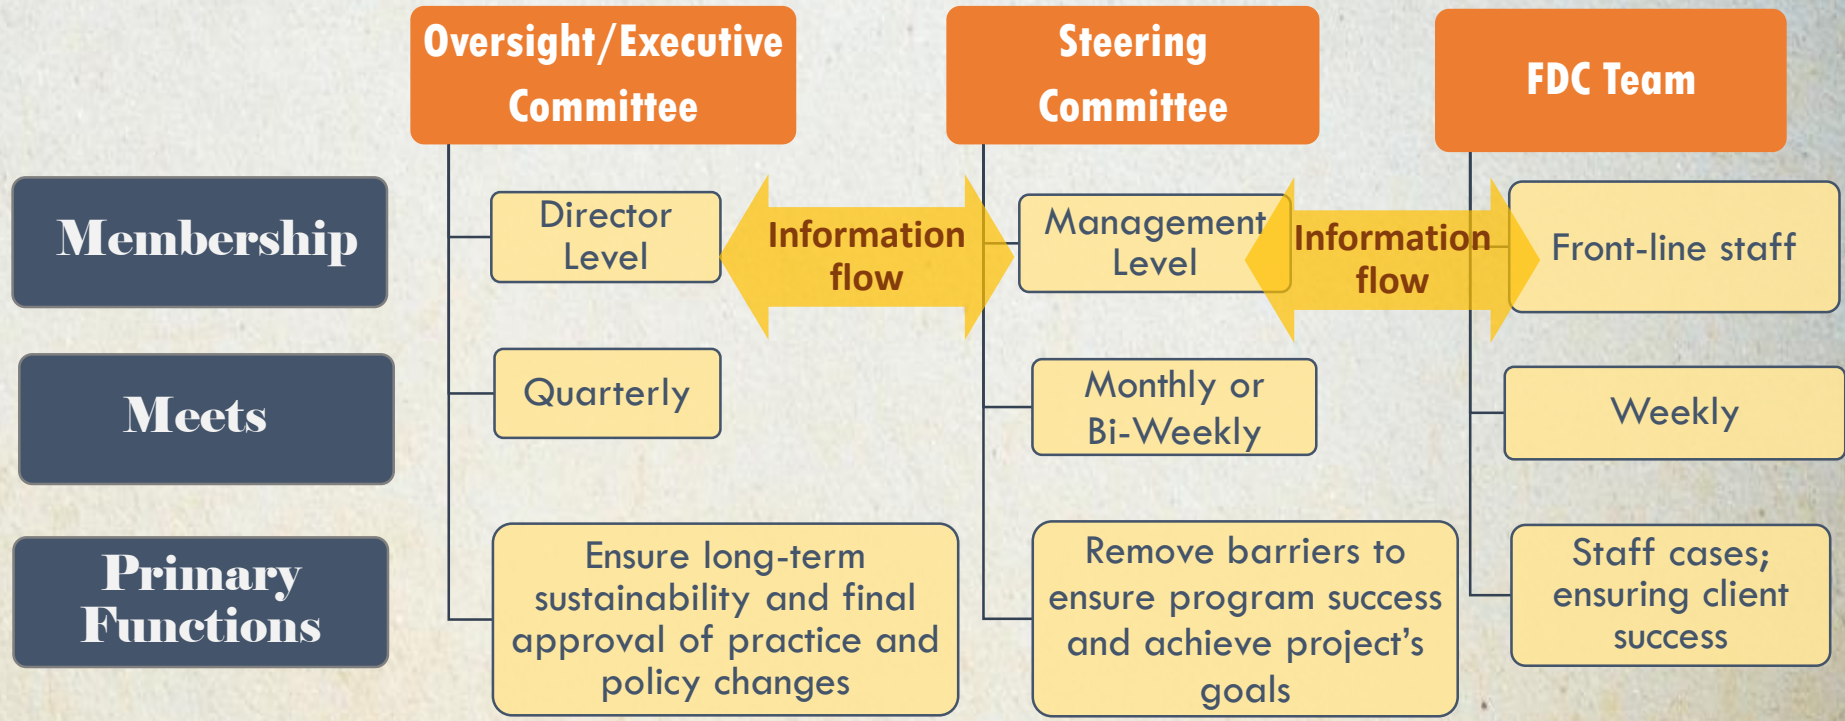 Oversight/Executive
Committee
Steering
Committee
FDC Team
Membership
Director
Level
Information
flow
Management
Level
Information
flow
Front-line staff
Meets
Quarterly
Monthly or
Bi-Weekly
Weekly
Primary
Functions
Ensure long-term
sustainability and final
approval of practice and
policy changes
Remove barriers to
ensure program success
and achieve project’s
goals
Staff cases;
ensuring client
success